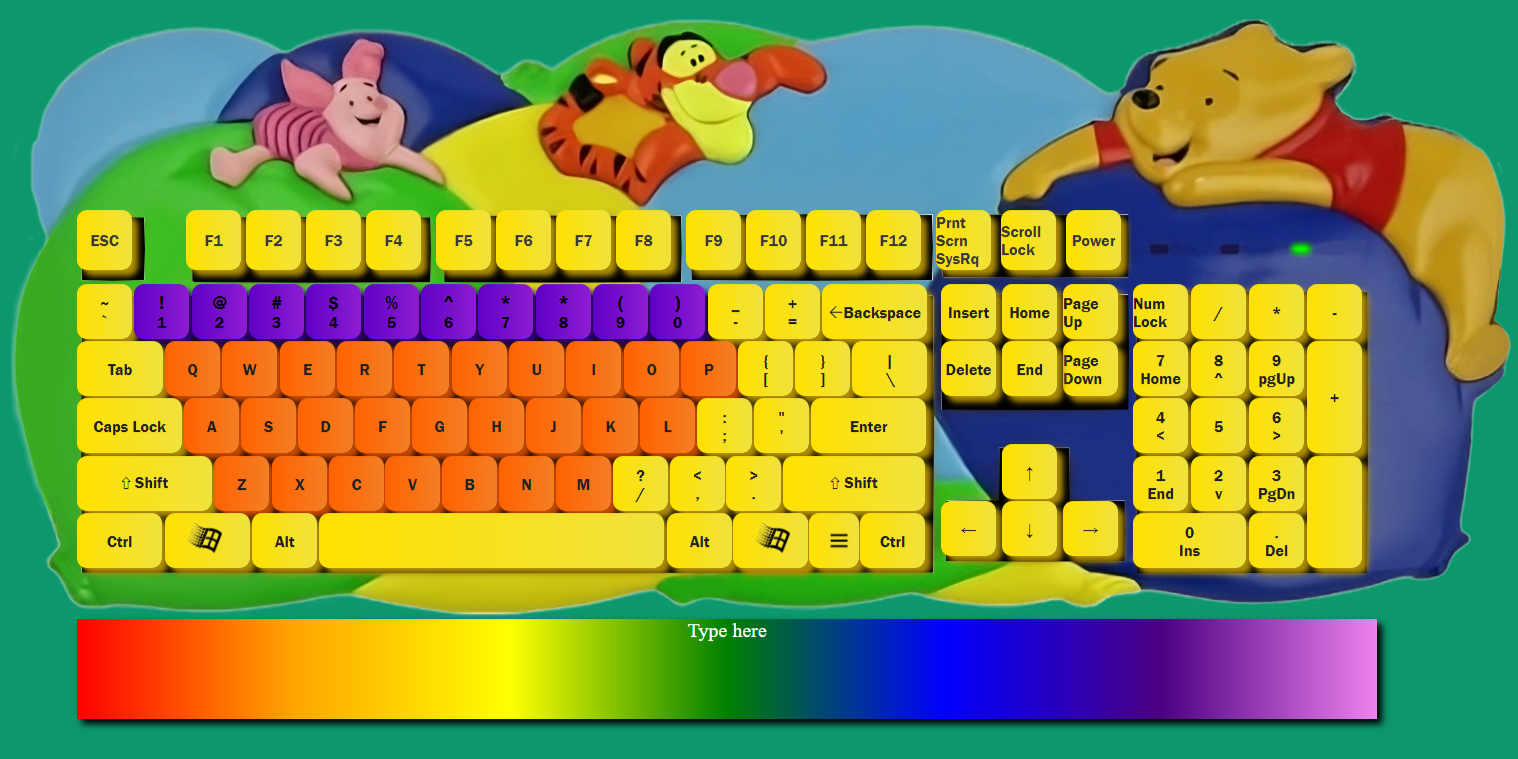 ESC F1 F2 F3 F4 F5 F6 F7 F8 F9 F10 F11 F12
Prnt
Scrn
SysRq
Scroll
Lock
Power
~
`
!
1
@
2
#
3
$
4
%
5
^
6
*
7
*
8
(
9
)
0
_
-
+
=
←Backspace
Insert
Home
Page
Up
Num
Lock
/
*
-
Tab
Q W E R T Y U I O P
{
[
}
]
|
\
Delete
End
Page
Down
7
Home
8
^
9
pgUp
+
Caps Lock
A S D F G H J K L
:
;
"
'
Enter
4
<
5
6
>
⇧ Shift
Z X C V B N M
?
/
<
,
>
.
⇧ Shift
↑
1
End
2
v
3
PgDn
Ctrl
Alt
Alt
☰
Ctrl
← ↓ →
0
Ins
.
Del
Type here